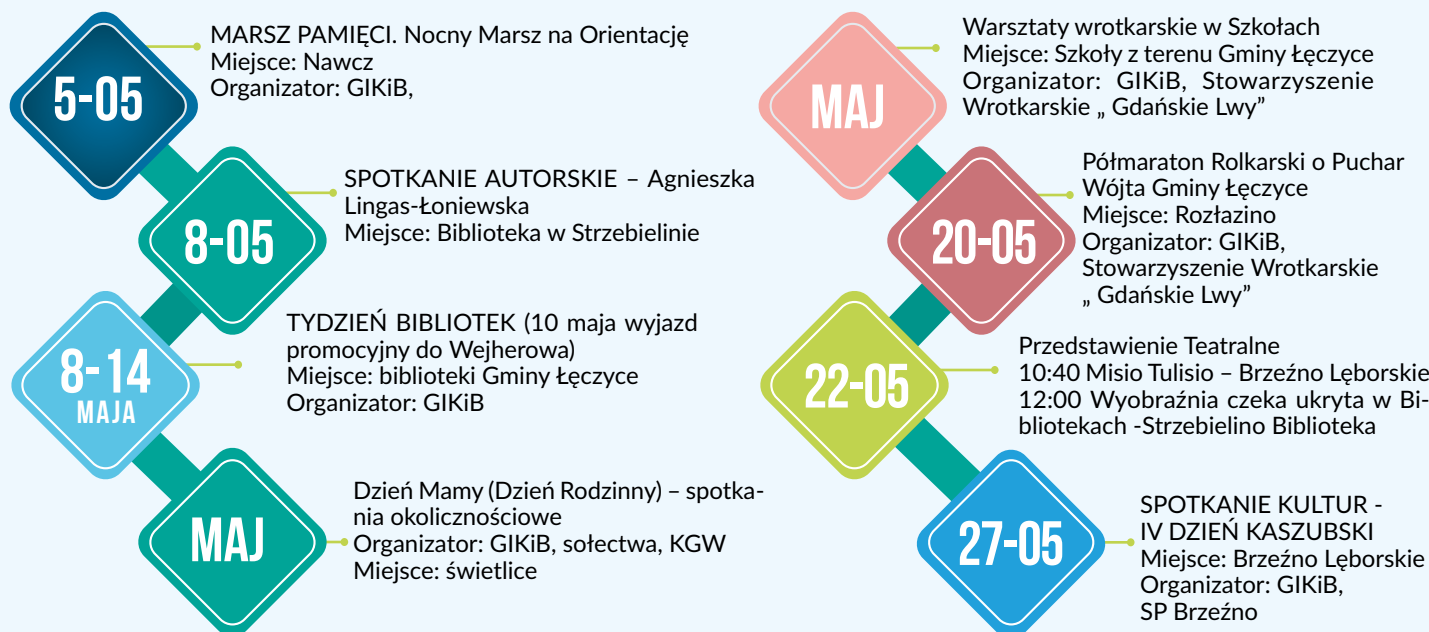 5-05
MARSZ PAMIĘCI. Nocny Marsz na Orientację
Miejsce: Nawcz
Organizator: GIKiB,
8-05
SPOTKANIE AUTORSKIE – Agnieszka
Lingas-Łoniewska
Miejsce: Biblioteka w Strzebielinie
8-14
MAJA
TYDZIEŃ BIBLIOTEK (10 maja wyjazd
promocyjny do Wejherowa)
Miejsce: biblioteki Gminy Łęczyce
Organizator: GIKiB
MAJ
Dzień Mamy (Dzień Rodzinny) – spotka-
nia okolicznościowe
Organizator: GIKiB, sołectwa, KGW
Miejsce: świetlice
MAJ
Warsztaty wrotkarskie w Szkołach
Miejsce: Szkoły z terenu Gminy Łęczyce
Organizator: GIKiB, Stowarzyszenie
Wrotkarskie „ Gdańskie Lwy”
20-05
Półmaraton Rolkarski o Puchar
Wójta Gminy Łęczyce
Miejsce: Rozłazino
Organizator: GIKiB,
Stowarzyszenie Wrotkarskie
„ Gdańskie Lwy”
22-05
Przedstawienie Teatralne
10:40 Misio Tulisio – Brzeźno Lęborskie
12:00 Wyobraźnia czeka ukryta w Bi-
bliotekach -Strzebielino Biblioteka
27-05
SPOTKANIE KULTUR -
IV DZIEŃ KASZUBSKI
Miejsce: Brzeźno Lęborskie
Organizator: GIKiB,
SP Brzeźno